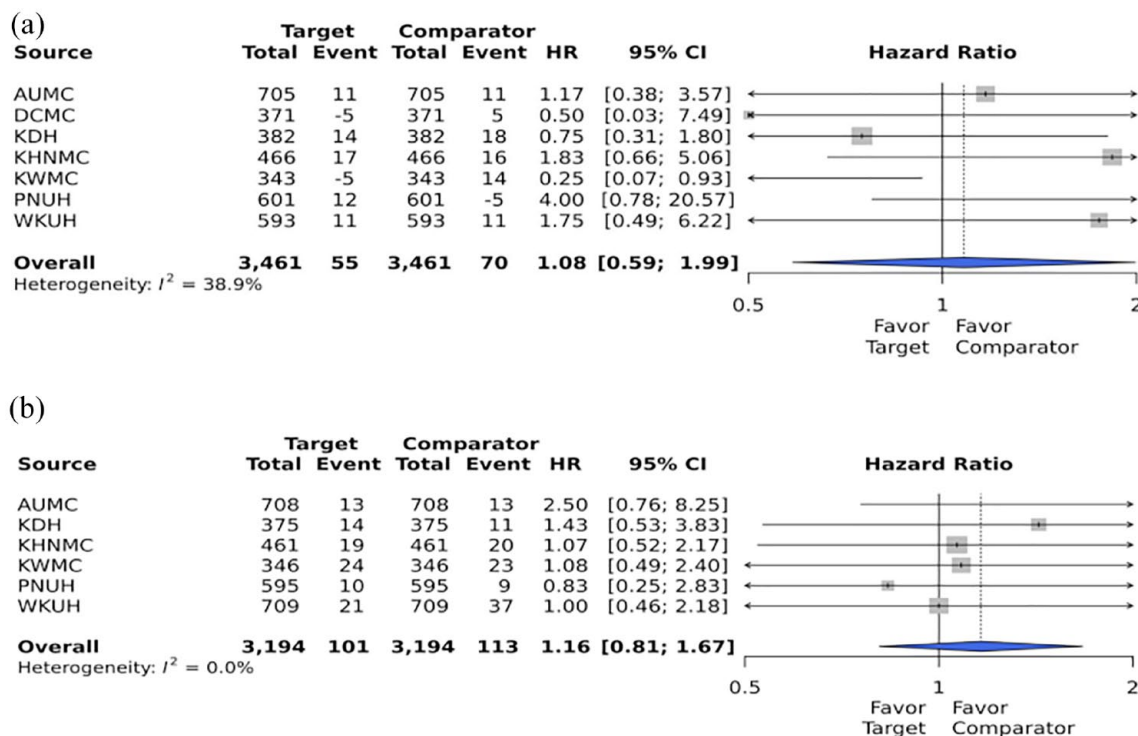 (a)
Target Comparator
Source Total Event Total Event HR 95% CI Hazard Ratio
AUMC 705 11 705 11 1.17 [0.38; 3.57]
DCMC 371 -5 371 5 0.50 [0.03; 7.49]
KDH 382 14 382 18 0.75 [0.31; 1.80]
KHNMC 466 17 466 16 1.83 [0.66; 5.06]
KWMC 343 -5 343 14 0.25 [0.07; 0.93]
PNUH 601 12 601 -5 4.00 [0.78; 20.57]
WKUH 593 11 593 11 1.75 [0.49; 6.22]
Overall 3,461 55 3,461 70 1.08 [0.59; 1.99]
Heterogeneity: I² = 38.9%
0.5 1 2
Favor Favor
Target Comparator
(b)
Target Comparator
Source Total Event Total Event HR 95% CI Hazard Ratio
AUMC 708 13 708 13 2.50 [0.76; 8.25]
KDH 375 14 375 11 1.43 [0.53; 3.83]
KHNMC 461 19 461 20 1.07 [0.52; 2.17]
KWMC 346 24 346 23 1.08 [0.49; 2.40]
PNUH 595 10 595 9 0.83 [0.25; 2.83]
WKUH 709 21 709 37 1.00 [0.46; 2.18]
Overall 3,194 101 3,194 113 1.16 [0.81; 1.67]
Heterogeneity: I² = 0.0%
0.5 1 2
Favor Favor
Target Comparator